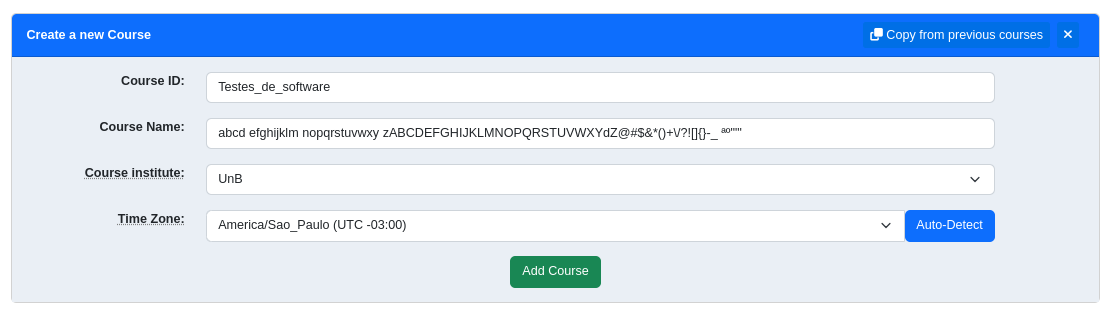 Create a new Course
Copy from previous courses
Course ID:
Testes_de_software
Course Name:
abcd efghijklm nopqrstuvwxy zABCDEFGHIJKLMNOPQRSTUVWXYdZ@#$&*()+\/?![]{}-_ ªº"'"
Course institute:
UnB
Time Zone:
America/Sao_Paulo (UTC -03:00)
Auto-Detect
Add Course